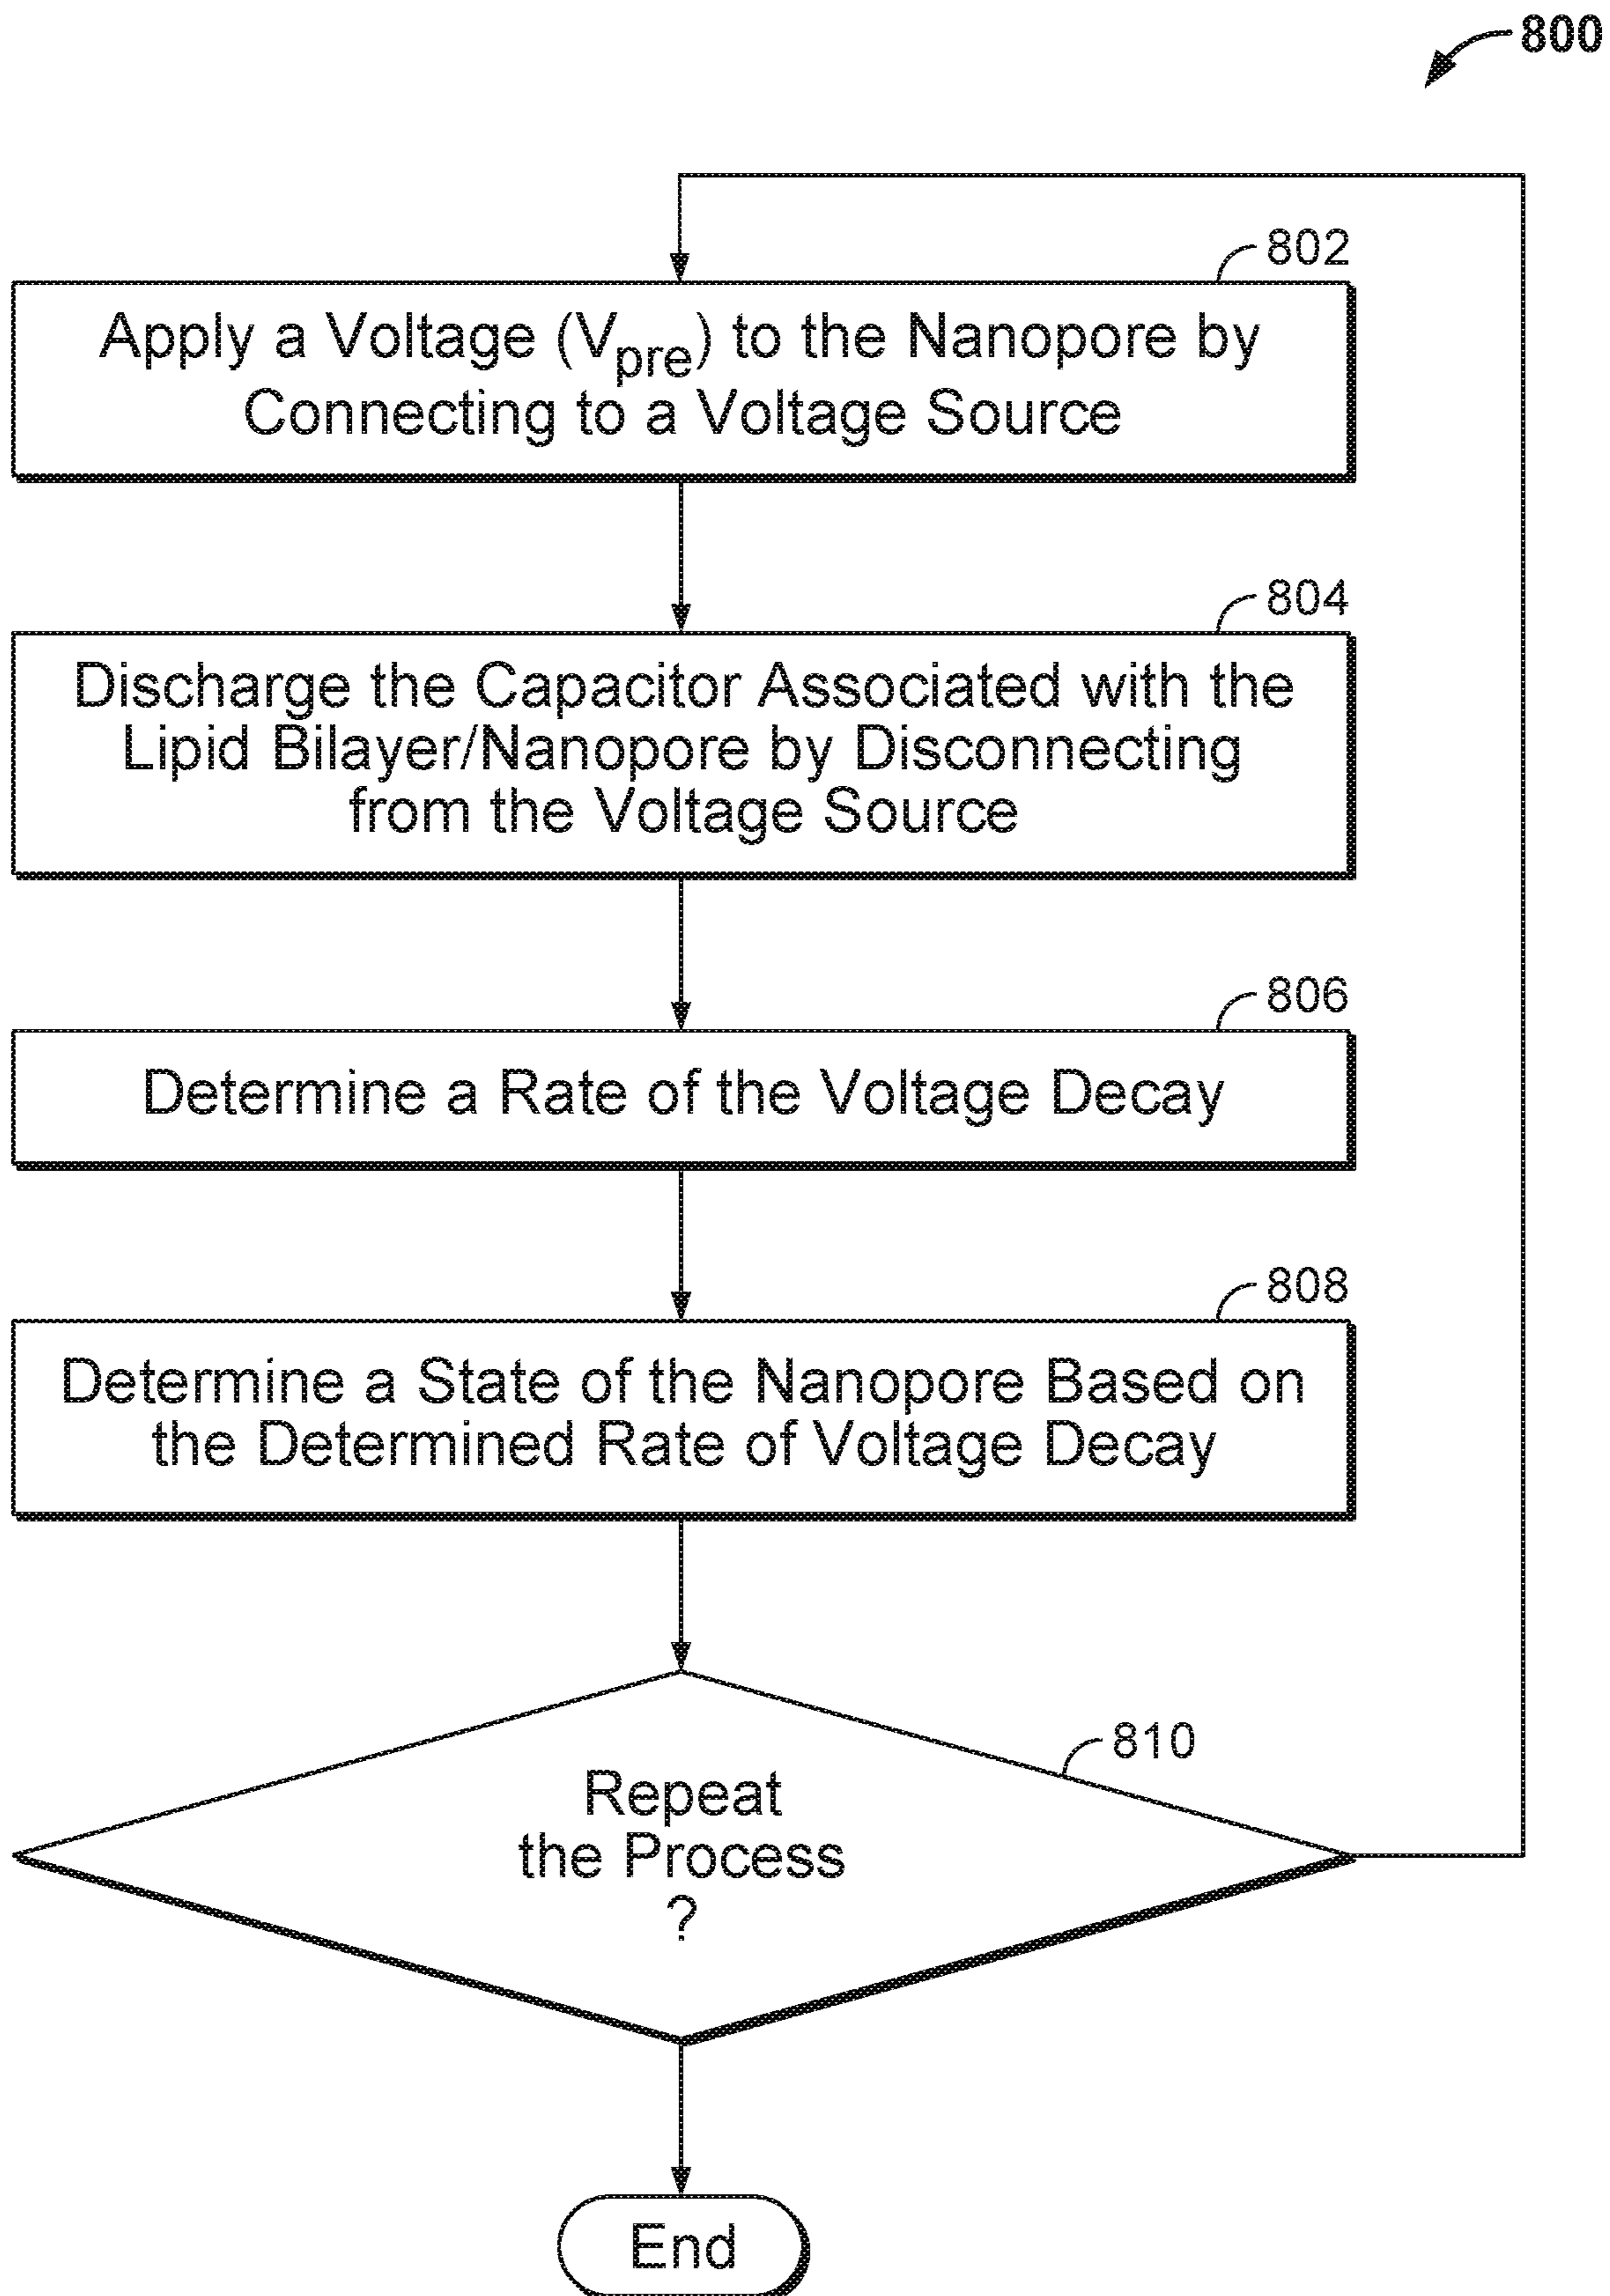 800
802
Apply a Voltage (Vpre) to the Nanopore by
Connecting to a Voltage Source
804
Discharge the Capacitor Associated with the
Lipid Bilayer/Nanopore by Disconnecting
from the Voltage Source
806
Determine a Rate of the Voltage Decay
808
Determine a State of the Nanopore Based on
the Determined Rate of Voltage Decay
810
Repeat
the Process
?
End